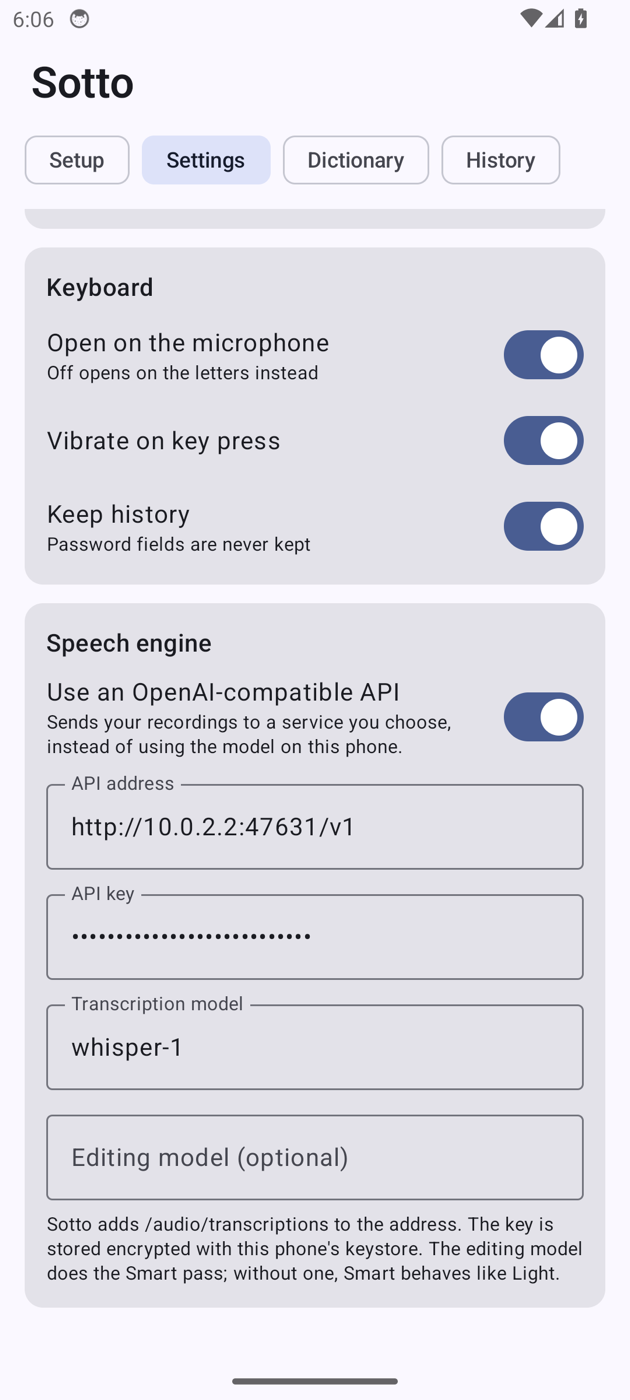 6:06
Sotto
Setup
Settings
Dictionary
History
Keyboard
Open on the microphone
Off opens on the letters instead
Vibrate on key press
Keep history
Password fields are never kept
Speech engine
Use an OpenAI-compatible API
Sends your recordings to a service you choose,
instead of using the model on this phone.
API address
http://10.0.2.2:47631/v1
API key
•••••••••••••••••••••••••••
Transcription model
whisper-1
Editing model (optional)
Sotto adds /audio/transcriptions to the address. The key is
stored encrypted with this phone's keystore. The editing model
does the Smart pass; without one, Smart behaves like Light.